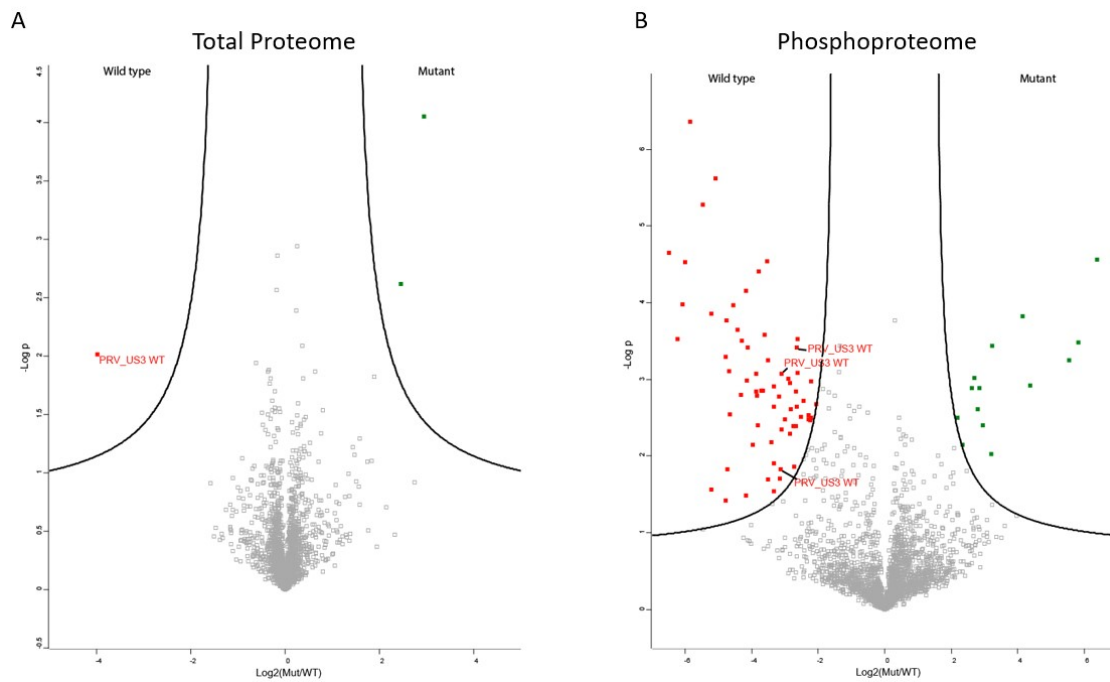 A
Total Proteome
Wild type
Mutant
4.5
4
3.5
3
2.5
2
1.5
1
0.5
0
-0.5
-Log p
PRV_US3 WT
-4
-2
0
2
4
Log2(Mut/WT)
B
Phosphoproteome
Wild type
Mutant
6
5
4
3
2
1
0
-Log p
PRV_US3 WT
PRV_US3 WT
PRV_US3 WT
-6
-4
-2
0
2
4
6
Log2(Mut/WT)